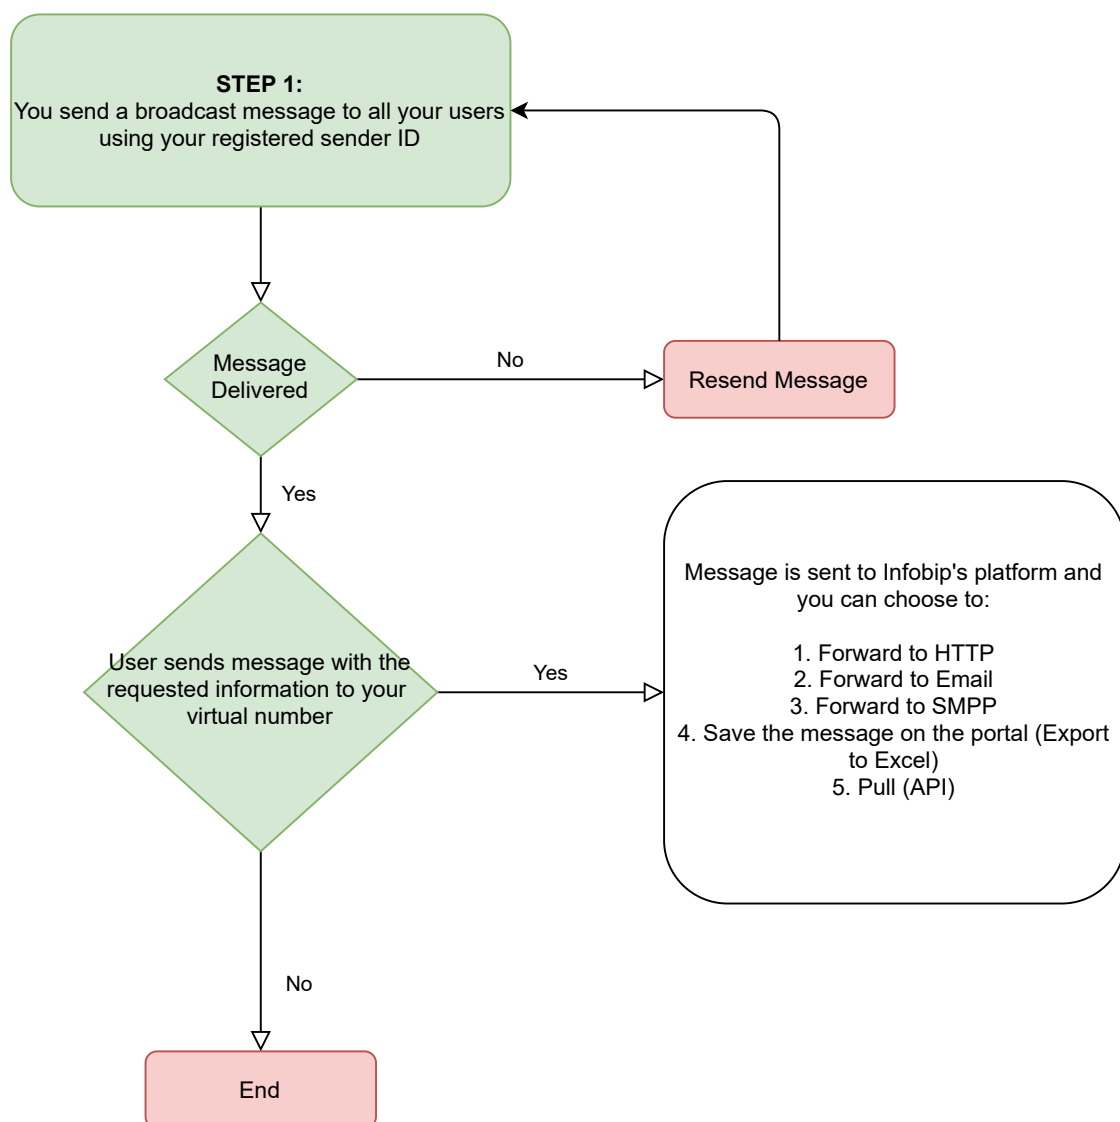 STEP 1:
You send a broadcast message to all your users
using your registered sender ID
Message
Delivered
No
Resend Message
Yes
User sends message with the
requested information to your
virtual number
Yes
Message is sent to Infobip's platform and
you can choose to:
1. Forward to HTTP
2. Forward to Email
3. Forward to SMPP
4. Save the message on the portal (Export
to Excel)
5. Pull (API)
No
End